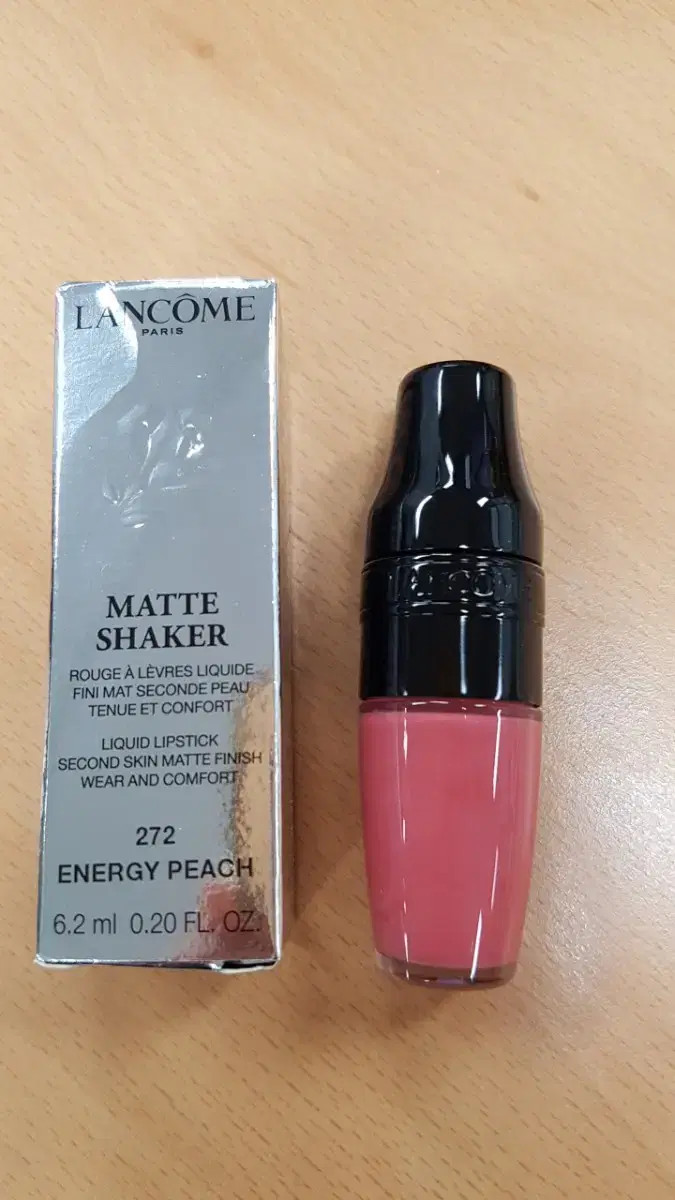 LANCÔME
PARIS
MATTE
SHAKER
ROUGE À LÈVRES LIQUIDE
FINI MAT SECONDE PEAU
TENUE ET CONFORT
LIQUID LIPSTICK
SECOND SKIN MATTE FINISH
WEAR AND COMFORT
272
ENERGY PEACH
6.2 ml 0.20 FL. OZ.
LANCÔME